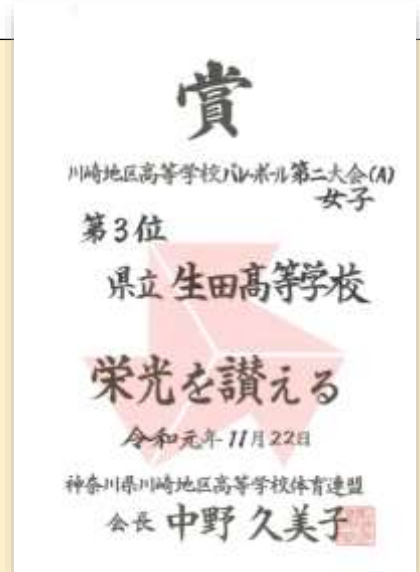 賞
川崎地区高等学校バレーボール第二大会(A)
女子
第3位
県立 生田高等学校
栄光を讃える
令和元年11月22日
神奈川県川崎地区高等学校体育連盟
会長 中野 久美子